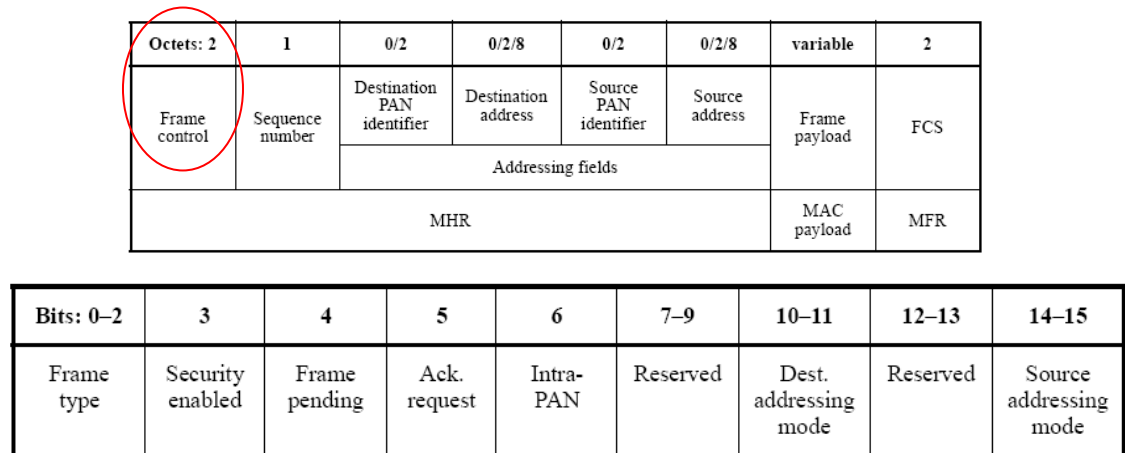 Octets: 2 1 0/2 0/2/8 0/2 0/2/8 variable 2
Frame control
Sequence number
Destination PAN identifier
Destination address
Source PAN identifier
Source address
Frame payload
FCS
Addressing fields
MHR
MAC payload
MFR
Bits: 0–2 3 4 5 6 7–9 10–11 12–13 14–15
Frame type
Security enabled
Frame pending
Ack. request
Intra-PAN
Reserved
Dest. addressing mode
Reserved
Source addressing mode